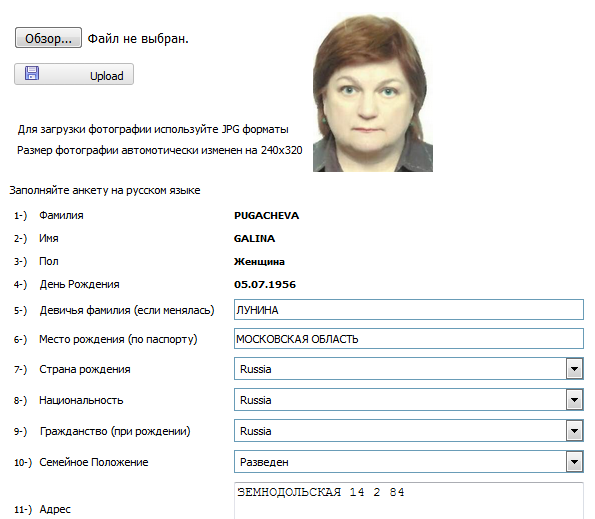 Обзор... Файл не выбран.
Upload
Для загрузки фотографии используйте JPG форматы
Размер фотографии автомотически изменен на 240x320
Заполняйте анкету на русском языке
1-) Фамилия PUGACHEVA
2-) Имя GALINA
3-) Пол Женщина
4-) День Рождения 05.07.1956
5-) Девичья фамилия (если менялась) ЛУНИНА
6-) Место рождения (по паспорту) МОСКОВСКАЯ ОБЛАСТЬ
7-) Страна рождения Russia
8-) Национальность Russia
9-) Гражданство (при рождении) Russia
10-) Семейное Положение Разведен
11-) Адрес ЗЕМНОДОЛЬСКАЯ 14 2 84